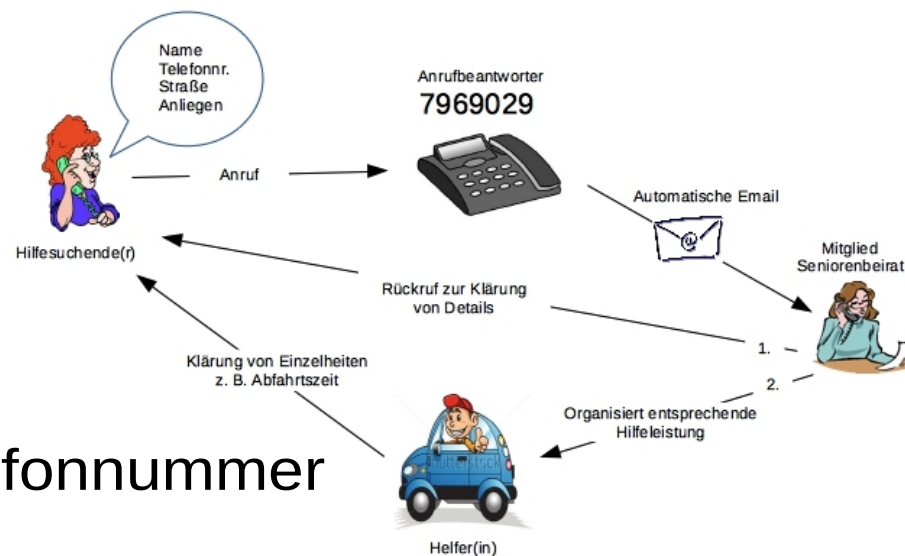 Name
Telefonnr.
Straße
Anliegen
Anrufbeantworter
7969029
Anruf
Automatische Email
@
Hilfesuchende(r)
Mitglied
Seniorenbeirat
Rückruf zur Klärung
von Details
1.
2.
Klärung von Einzelheiten
z. B. Abfahrtszeit
Organisiert entsprechende
Hilfeleistung
shutterstock
fonnummer
Helfer(in)